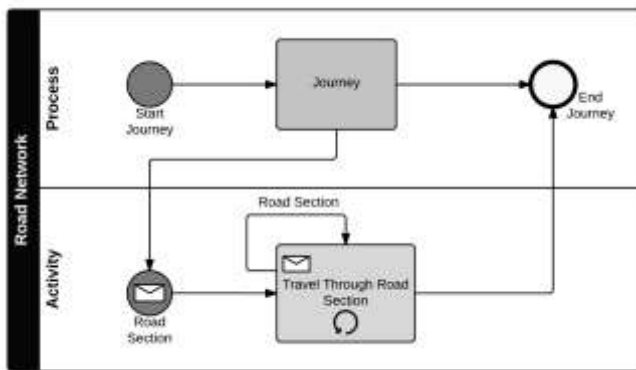 Road Network
Process
Start
Journey
Journey
End
Journey
Activity
Road
Section
Road Section
Travel Through Road
Section